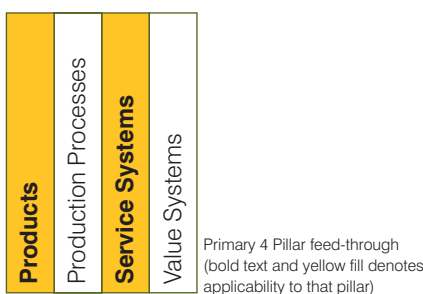 Products
Production Processes
Service Systems
Value Systems
Primary 4 Pillar feed-through
(bold text and yellow fill denotes
applicability to that pillar)